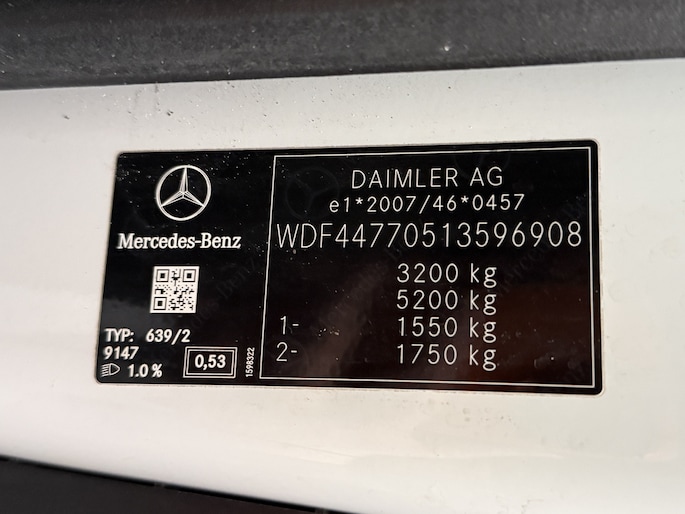 Mercedes-Benz
TYP: 639/2
9147
1.0 %
0,53
1598322
DAIMLER AG
e1*2007/46*0457
WDF44770513596908
3200 kg
5200 kg
1- 1550 kg
2- 1750 kg